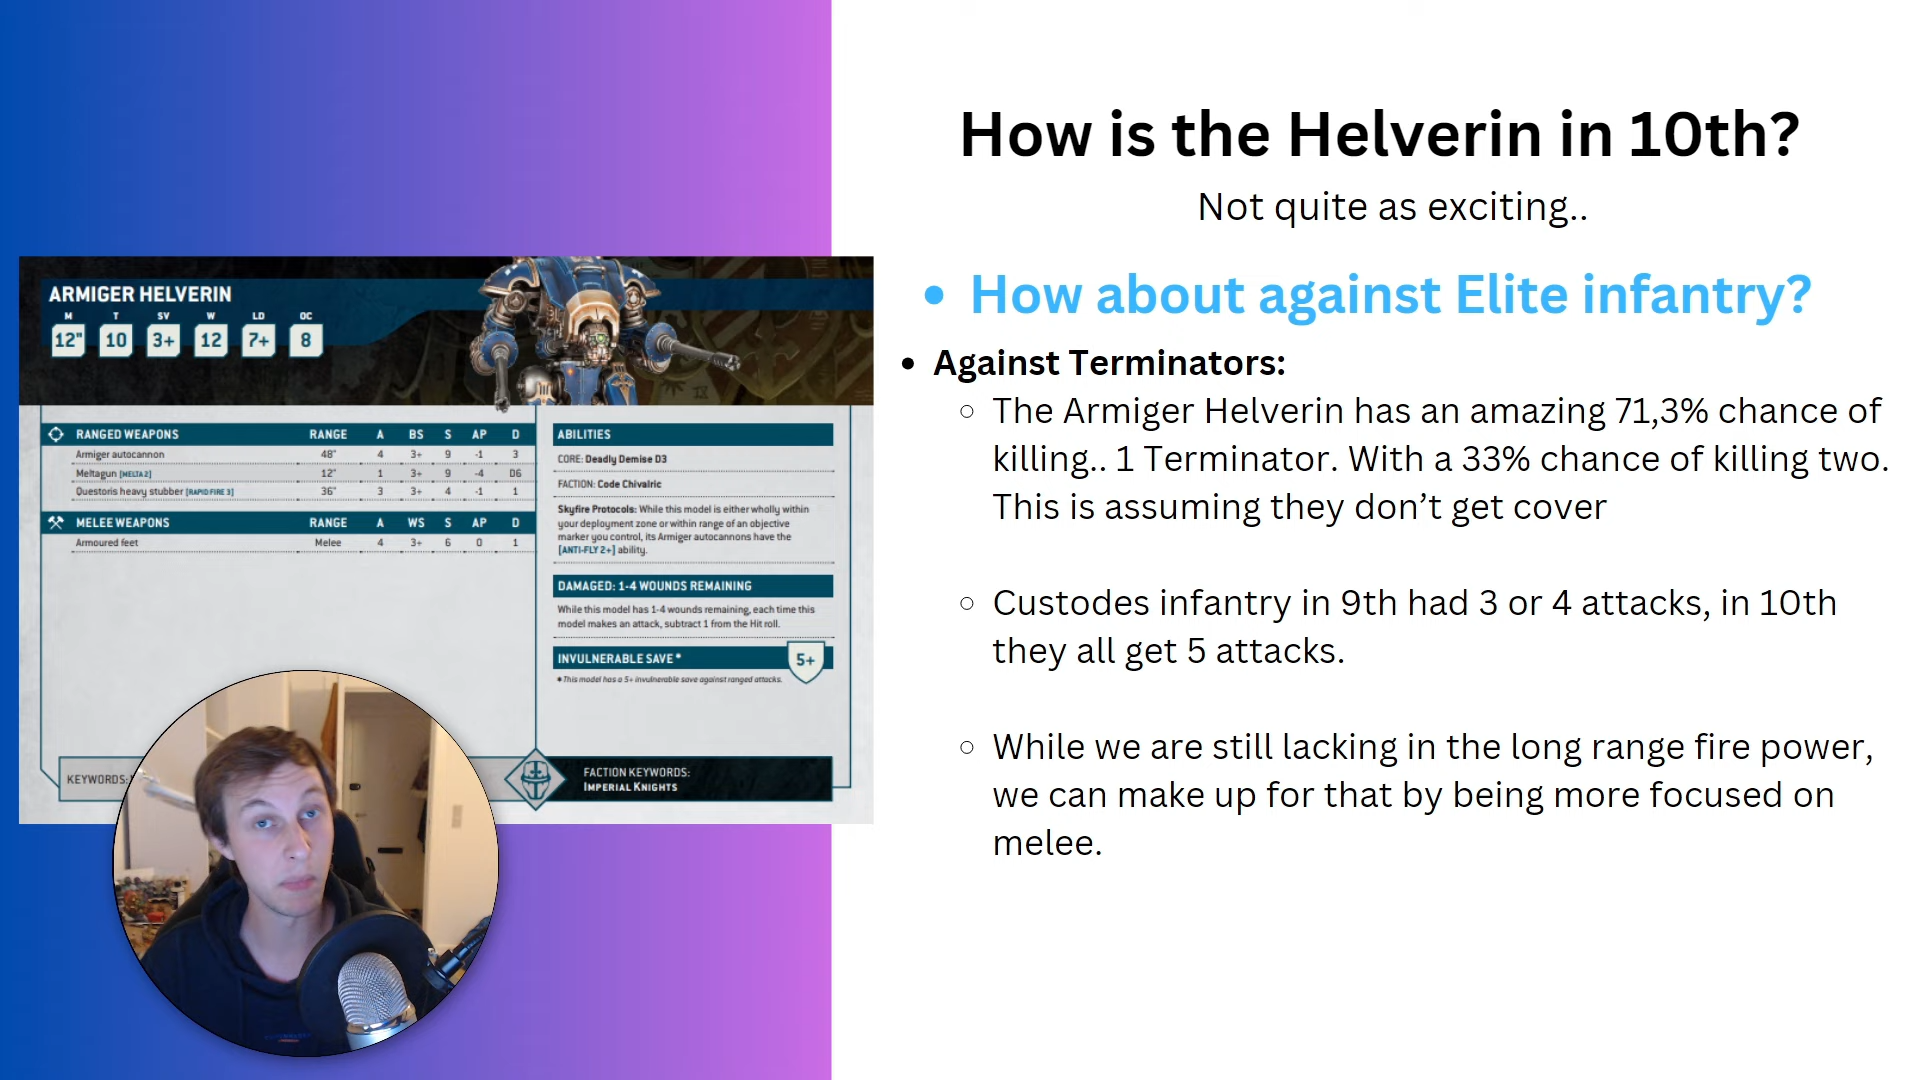 How is the Helverin in 10th?
Not quite as exciting..
• How about against Elite infantry?
• Against Terminators:
○ The Armiger Helverin has an amazing 71,3% chance of
killing.. 1 Terminator. With a 33% chance of killing two.
This is assuming they don’t get cover
○ Custodes infantry in 9th had 3 or 4 attacks, in 10th
they all get 5 attacks.
○ While we are still lacking in the long range fire power,
we can make up for that by being more focused on
melee.
ARMIGER HELVERIN
M T SV W LD OC
12" 10 3+ 12 7+ 8
RANGED WEAPONS RANGE A BS S AP D
Armiger autocannon 48" 4 3+ 9 -1 3
Meltagun [MELTA 2] 12" 1 3+ 9 -4 D6
Questoris heavy stubber [RAPID FIRE 3] 36" 3 3+ 4 -1 1
MELEE WEAPONS RANGE A WS S AP D
Armoured feet Melee 4 3+ 6 0 1
ABILITIES
CORE: Deadly Demise D3
FACTION: Code Chivalric
Skyfire Protocols: While this model is either wholly within
your deployment zone or within range of an objective
marker you control, its Armiger autocannons have the
[ANTI-FLY 2+] ability.
DAMAGED: 1-4 WOUNDS REMAINING
While this model has 1-4 wounds remaining, each time this
model makes an attack, subtract 1 from the Hit roll.
INVULNERABLE SAVE* 5+
* This model has a 5+ invulnerable save against ranged attacks.
KEYWORDS:
FACTION KEYWORDS:
IMPERIAL KNIGHTS